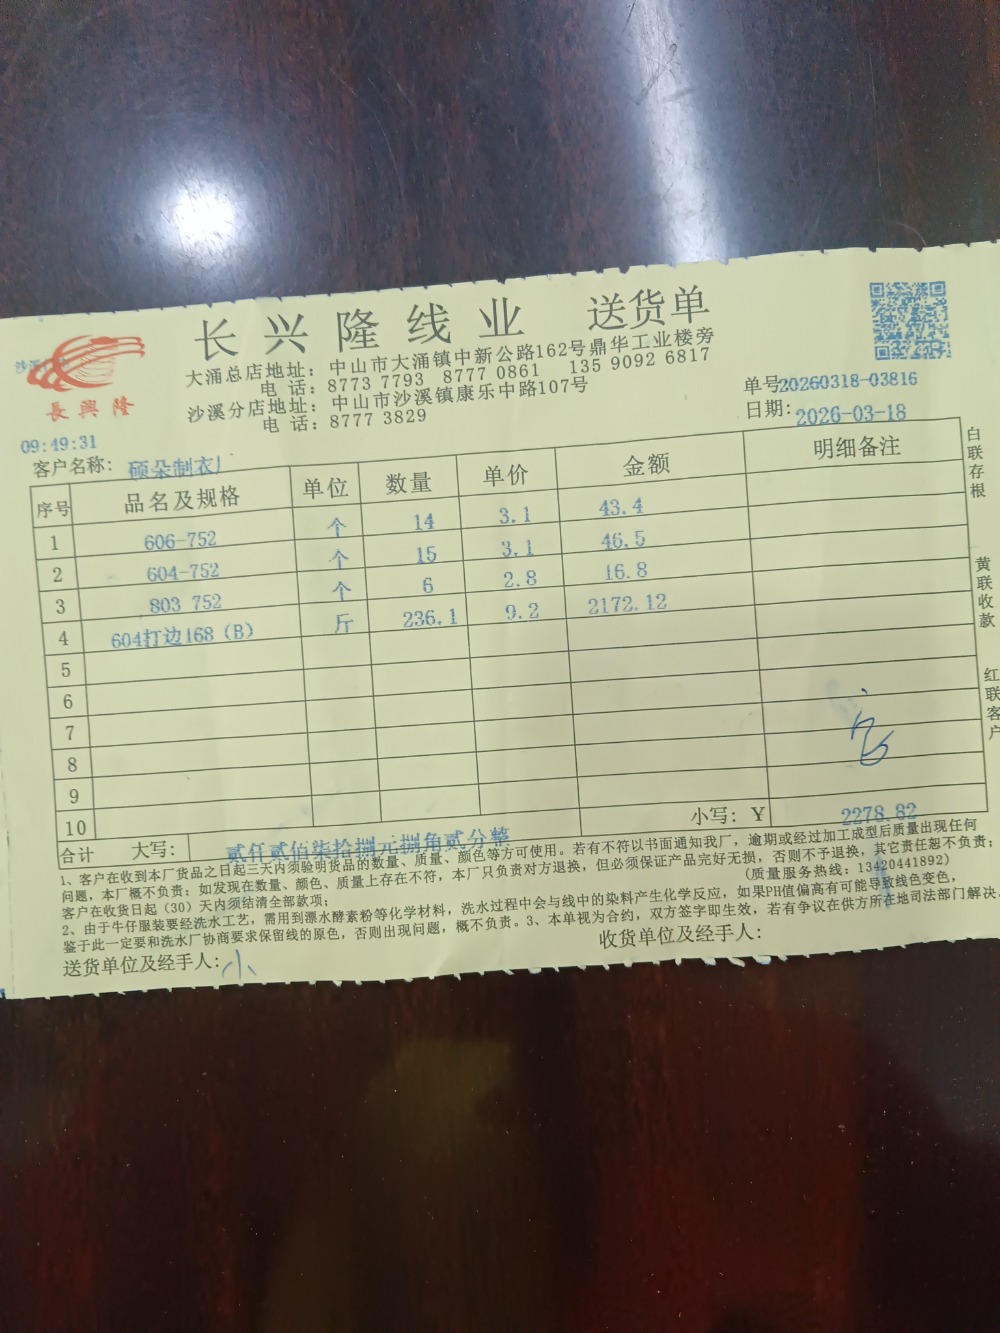 长兴隆线业 送货单
大涌总店地址：中山市大涌镇中新公路162号鼎华工业楼旁
电 话：8773 7793 8777 0861 135 9092 6817
沙溪分店地址：中山市沙溪镇康乐中路107号
电 话：8777 3829
長興隆
单号20260318-03816
日期：2026-03-18
09:49:31
客户名称：硕朵制衣厂
序号 品名及规格 单位 数量 单价 金额 明细备注
1 606-752 个 14 3.1 43.4
2 604-752 个 15 3.1 46.5
3 803 752 个 6 2.8 16.8
4 604打边168（B） 斤 236.1 9.2 2172.12
5
6
7
8
9
10
小写：￥ 2278.82
合计 大写：贰仟贰佰柒拾捌元捌角贰分整
白联存根
黄联收款
红联客户
1、客户在收到本厂货品之日起三天内须验明货品的数量、质量、颜色等方可使用。若有不符以书面通知我厂，逾期或经过加工成型后质量出现任何
问题，本厂概不负责；如发现在数量、颜色、质量上存在不符，本厂只负责对方退换，但必须保证产品完好无损，否则不予退换，其它责任恕不负责；
客户在收货日起（30）天内须结清全部款项； （质量服务热线：13420441892）
2、由于牛仔服装要经洗水工艺，需用到漂水酵素粉等化学材料，洗水过程中会与线中的染料产生化学反应，如果PH值偏高有可能导致线色变色，
鉴于此一定要和洗水厂协商要求保留线的原色，否则出现问题，概不负责。3、本单视为合约，双方签字即生效，若有争议在供方所在地司法部门解决。
送货单位及经手人：小
收货单位及经手人：